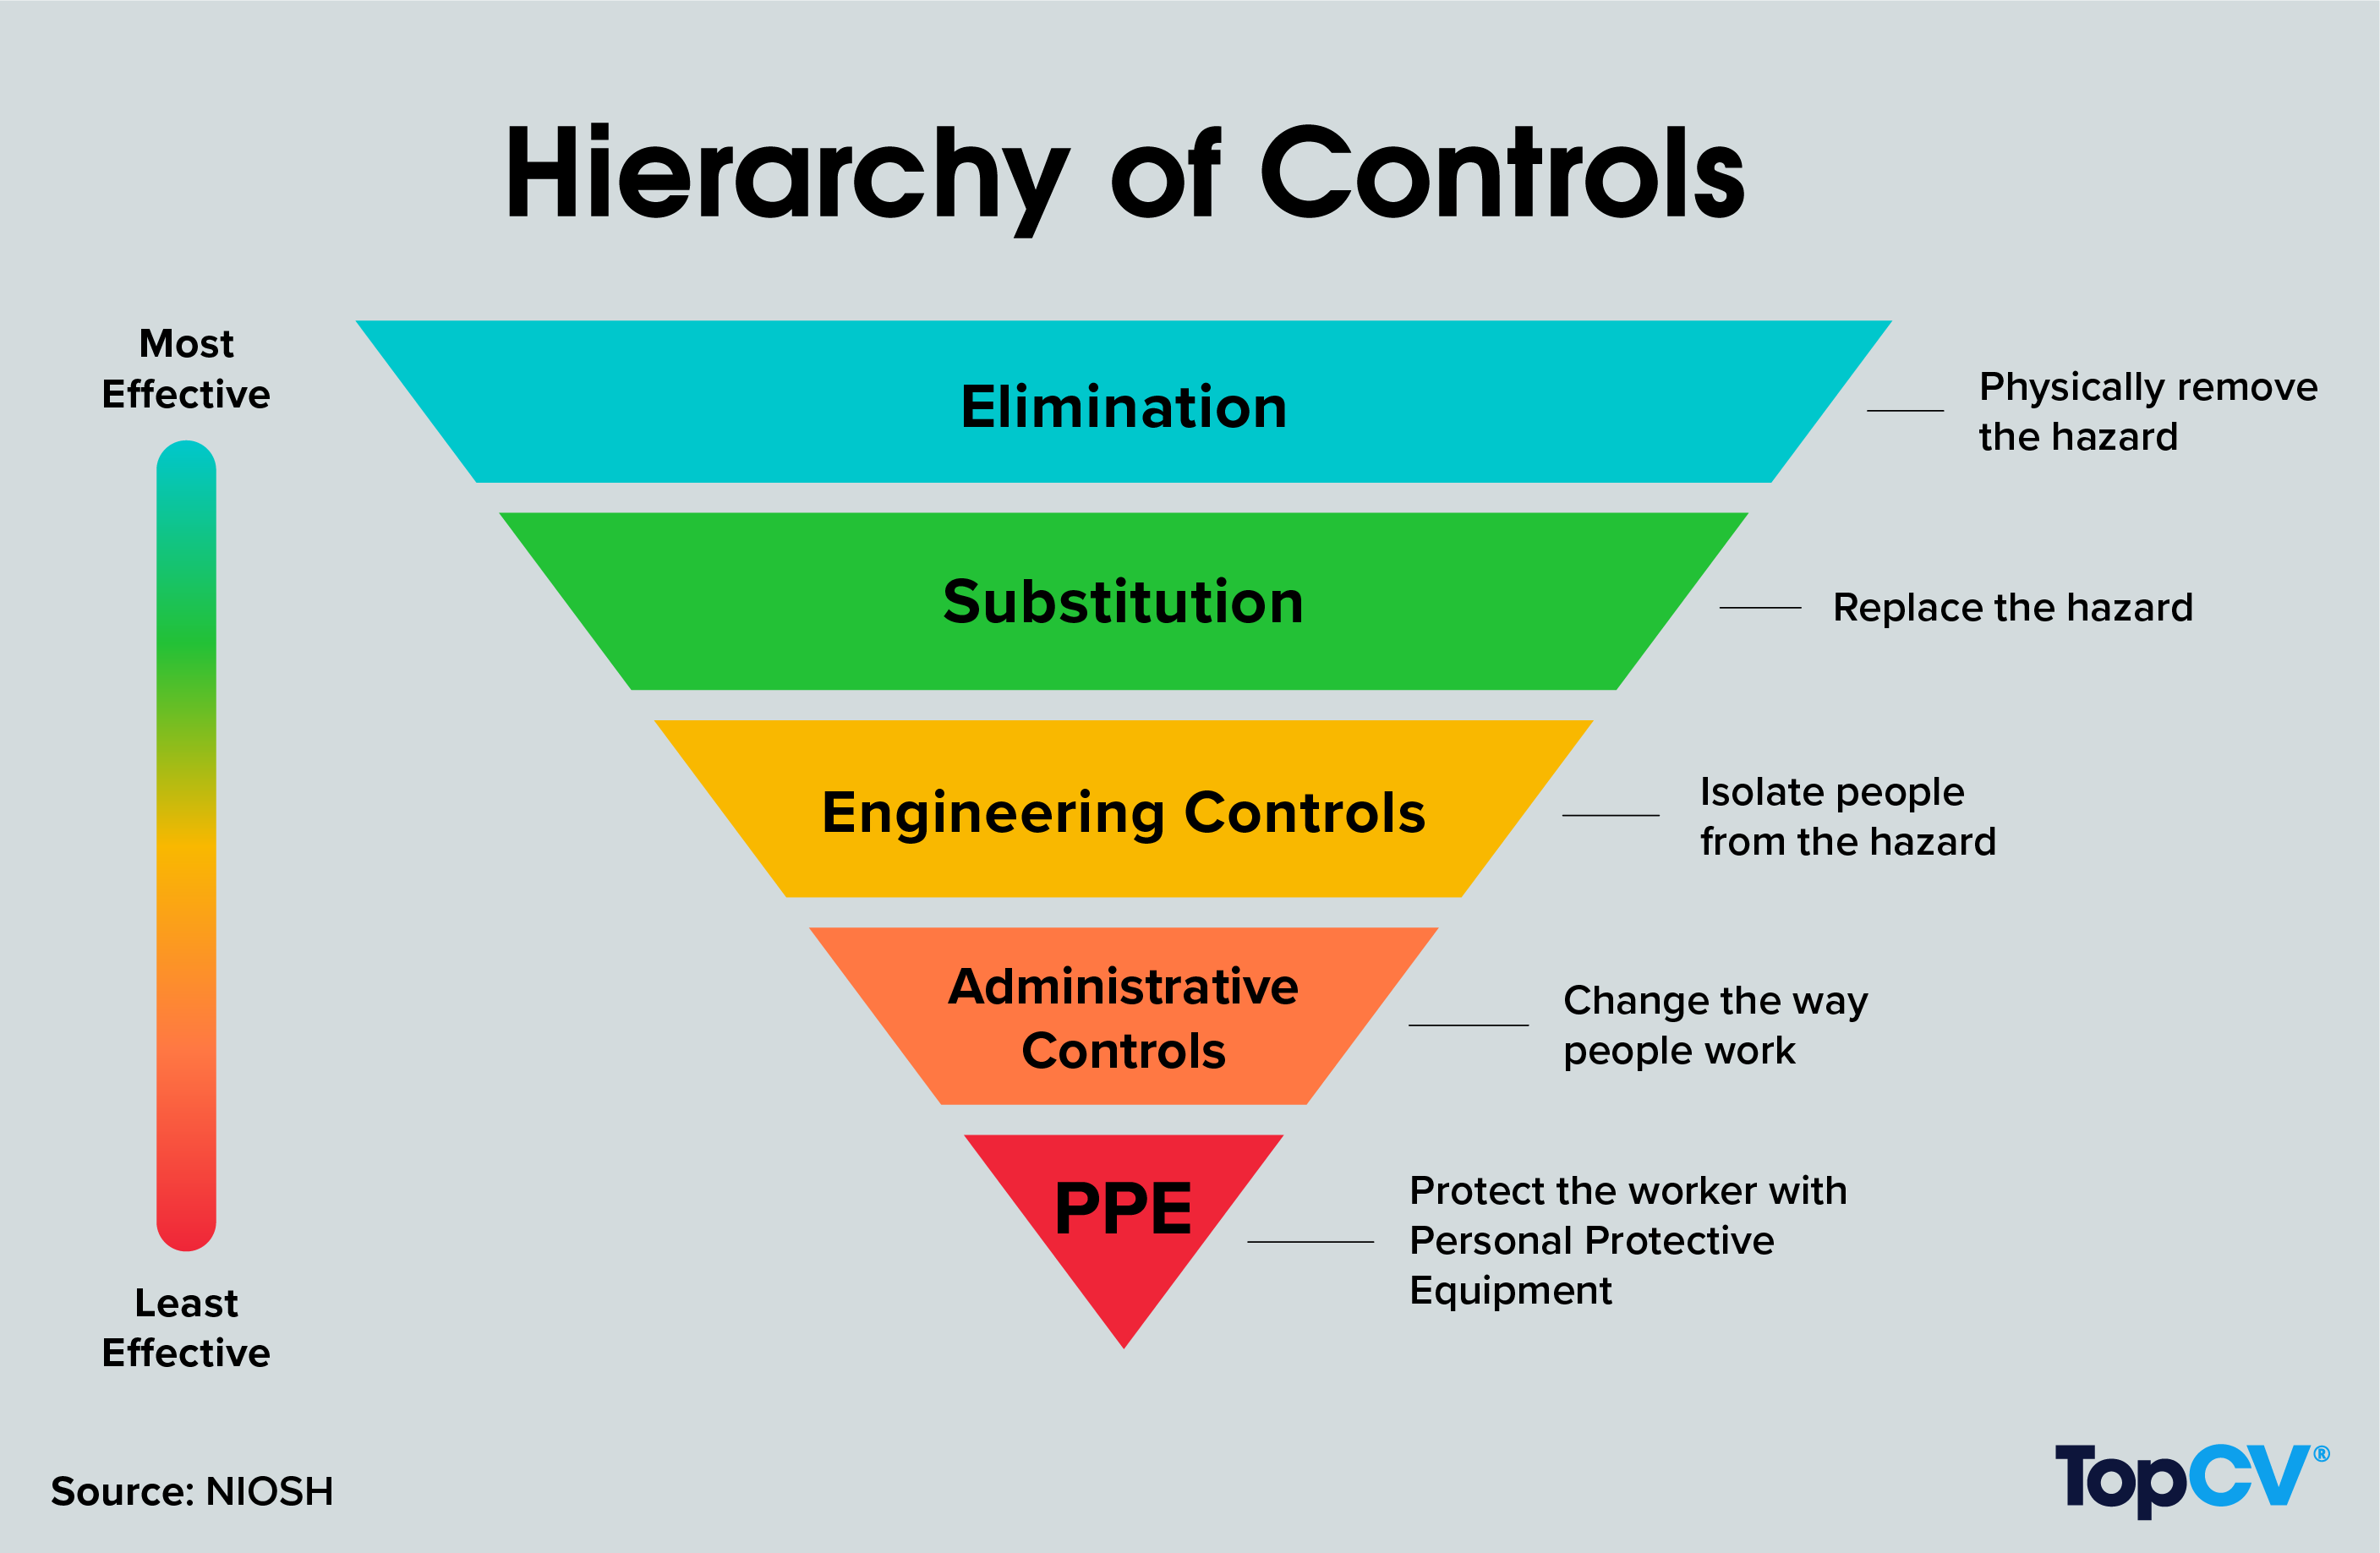 Hierarchy of Controls
Most
Effective
Elimination
Physically remove
the hazard
Substitution
Replace the hazard
Engineering Controls
Isolate people
from the hazard
Administrative
Controls
Change the way
people work
PPE
Protect the worker with
Personal Protective
Equipment
Least
Effective
Source: NIOSH
TopCV®